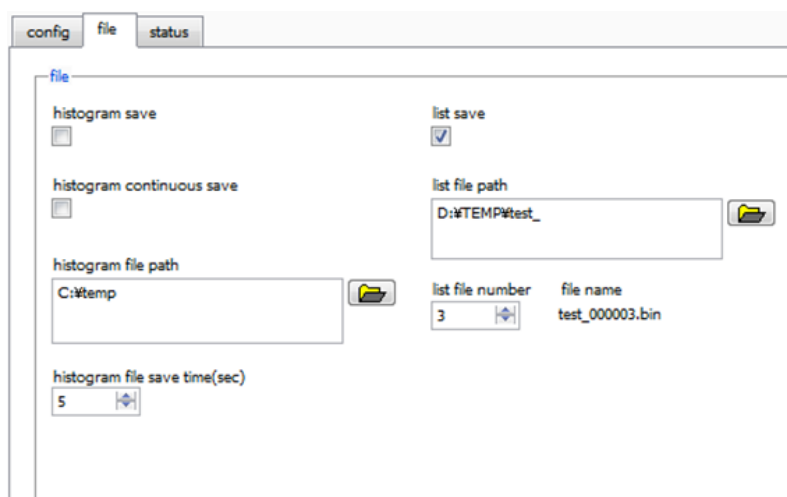 config
file
status
file
histogram save
list save
histogram continuous save
list file path
D:¥TEMP¥test_
histogram file path
C:¥temp
list file number
file name
3
test_000003.bin
histogram file save time(sec)
5